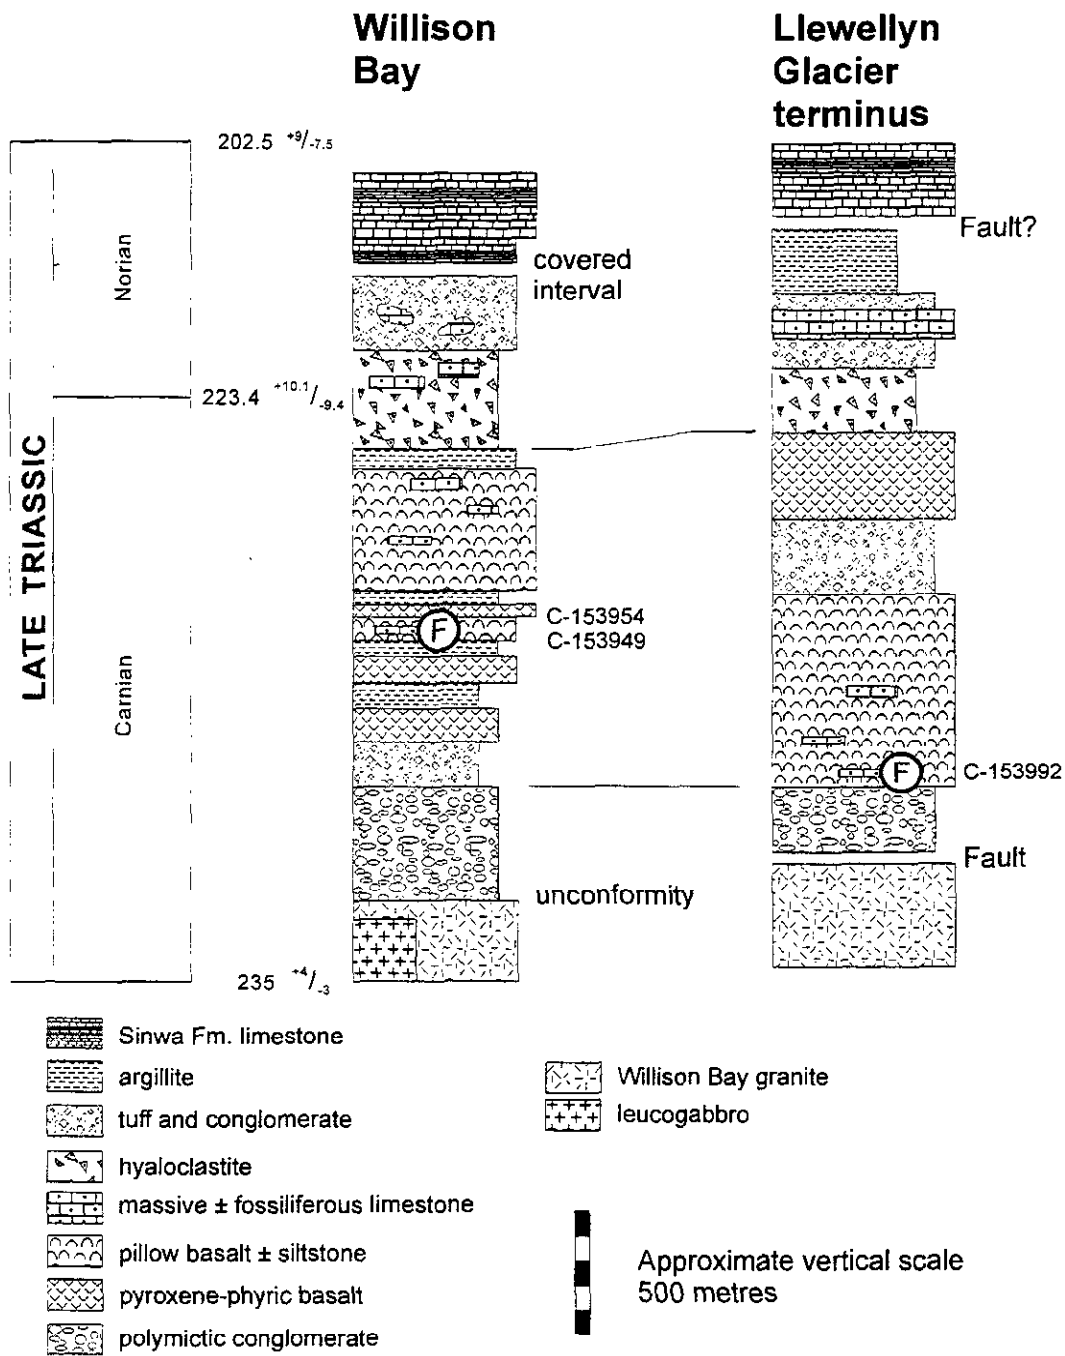 Willison
Bay
Llewellyn
Glacier
terminus
202.5 +9/-7.5
Fault?
covered
interval
Norian
223.4 +10.1/-9.4
LATE TRIASSIC
C-153954
F
C-153949
Carnian
F
C-153992
Fault
unconformity
235 +4/-3
Sinwa Fm. limestone
argillite
Willison Bay granite
tuff and conglomerate
leucogabbro
hyaloclastite
massive ± fossiliferous limestone
pillow basalt ± siltstone
Approximate vertical scale
500 metres
pyroxene-phyric basalt
polymictic conglomerate